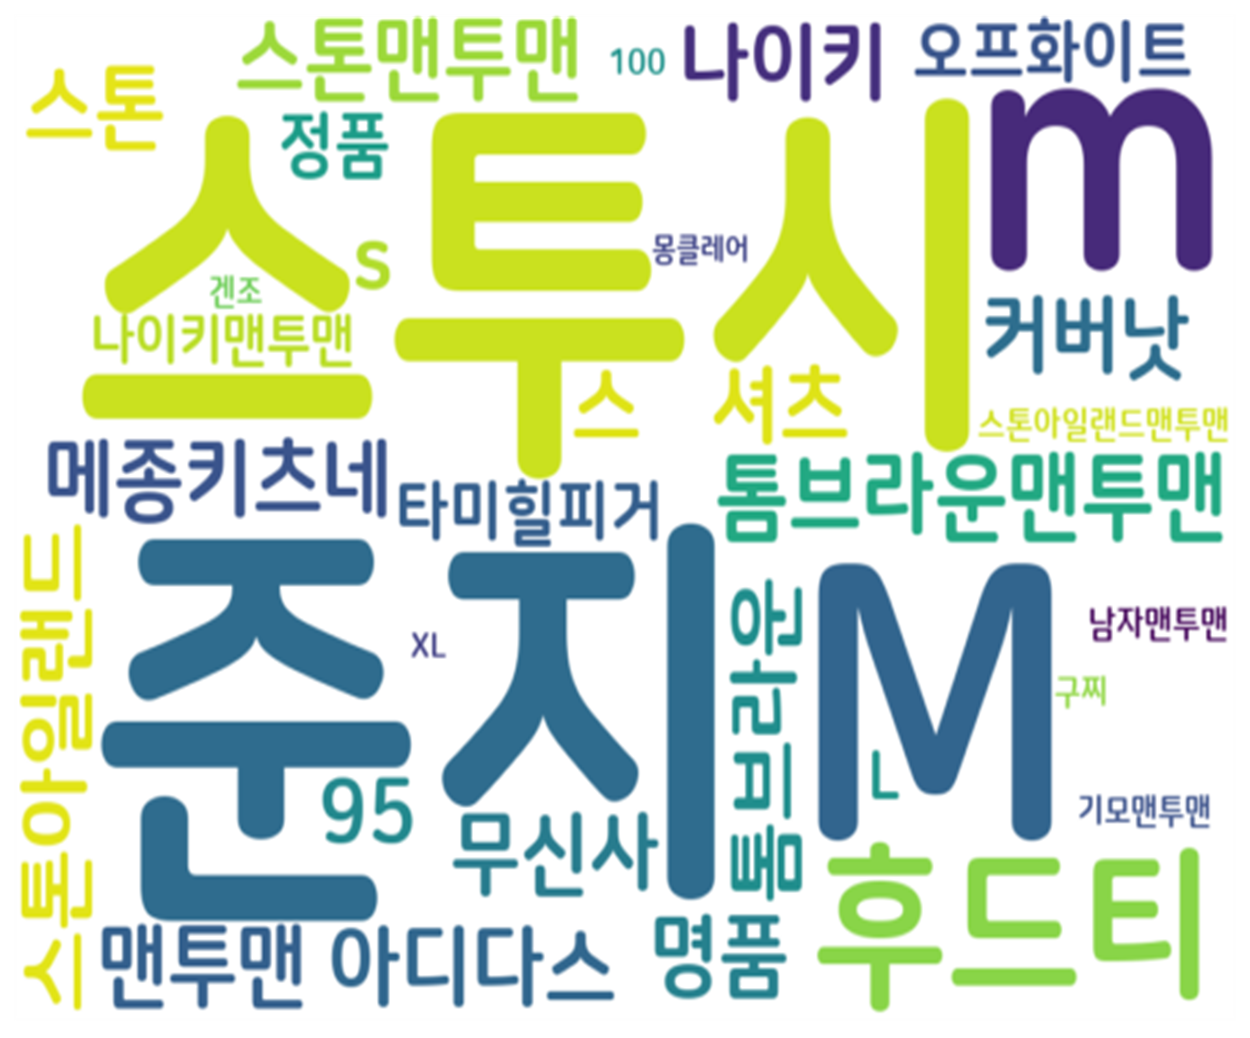 스톤맨투맨
100
나이키
오프화이트
스톤
정품
스투시
m
s
몽클레어
겐조
나이키맨투맨
커버낫
스
셔츠
스톤아일랜드맨투맨
메종키츠네
타미힐피거
톰브라운맨투맨
스톤아일랜드
준지
XL
톰브라운
M
남자맨투맨
구찌
L
95
무신사
기모맨투맨
후드티
맨투맨
아디다스
명품